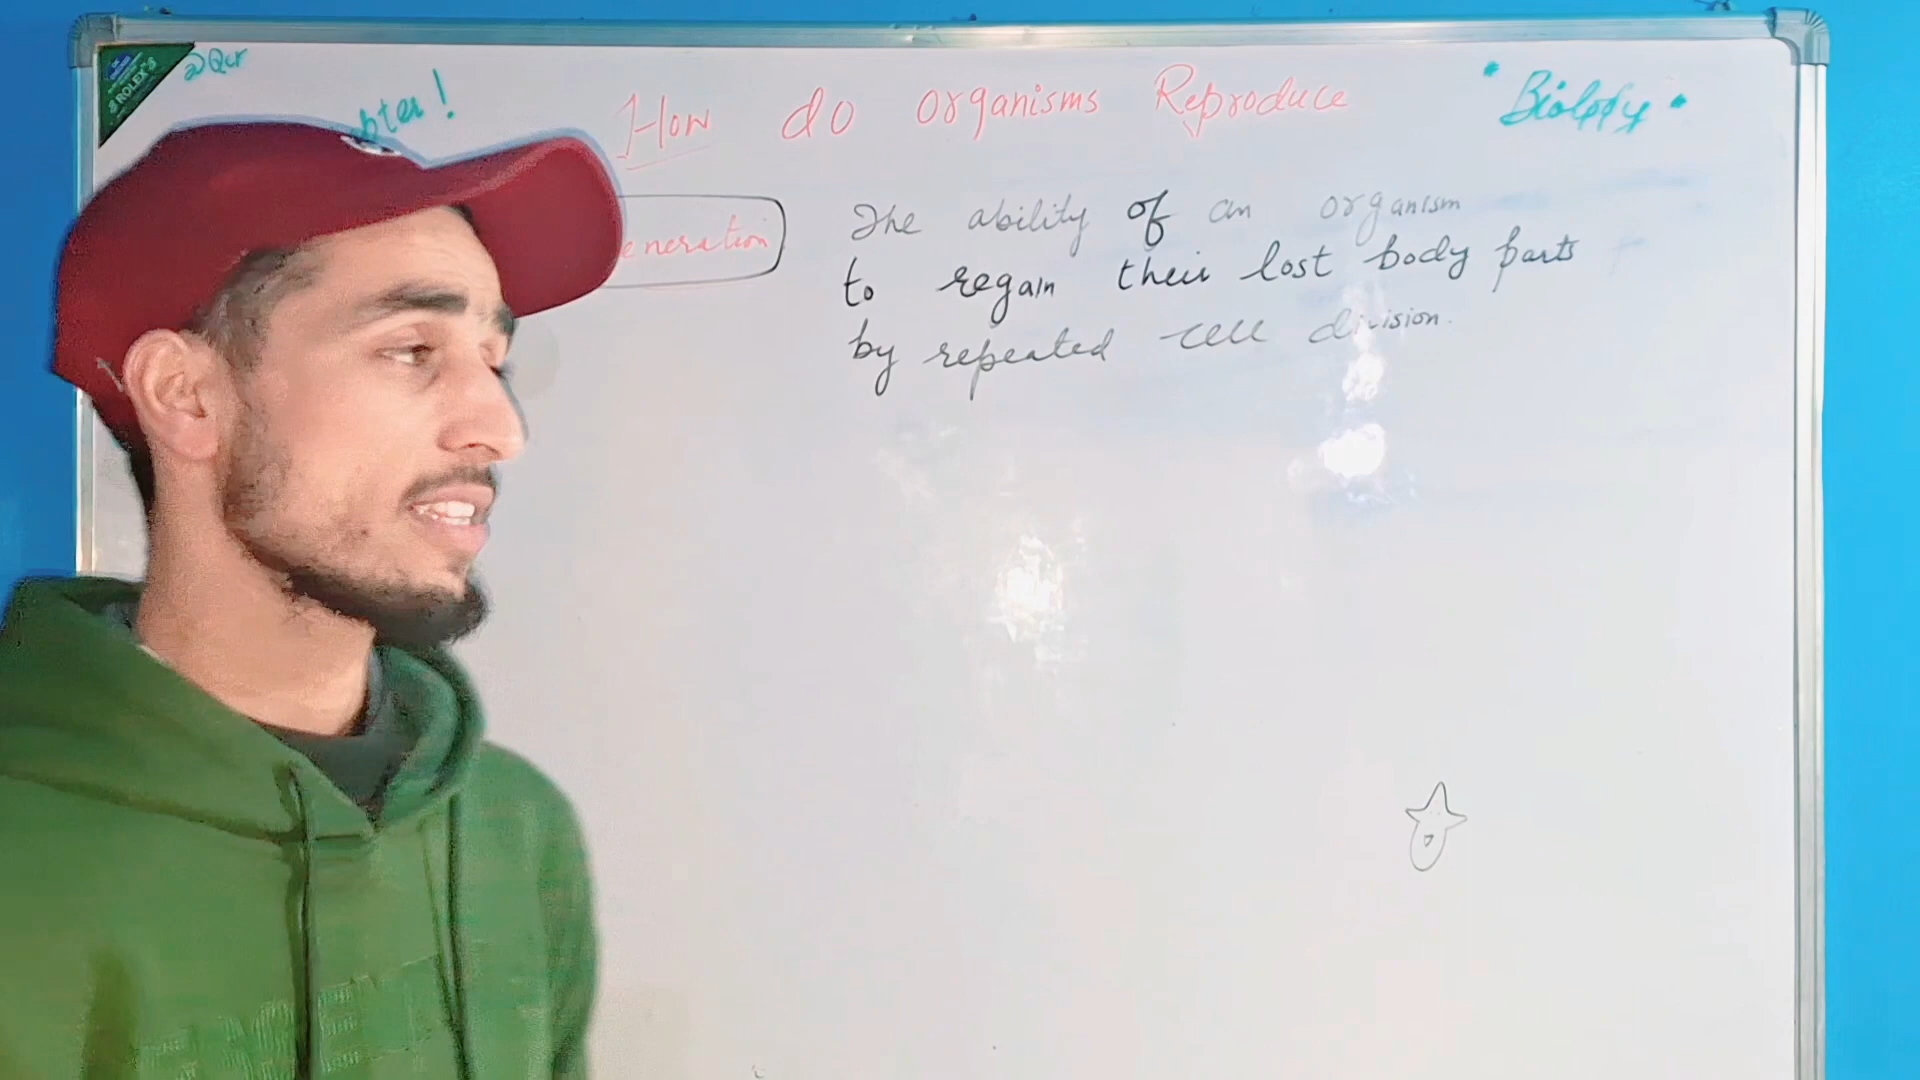 ROLEX
How do organisms Reproduce
Biology
eneration
The ability of an organism
to regain their lost body parts
by repeated cell division.